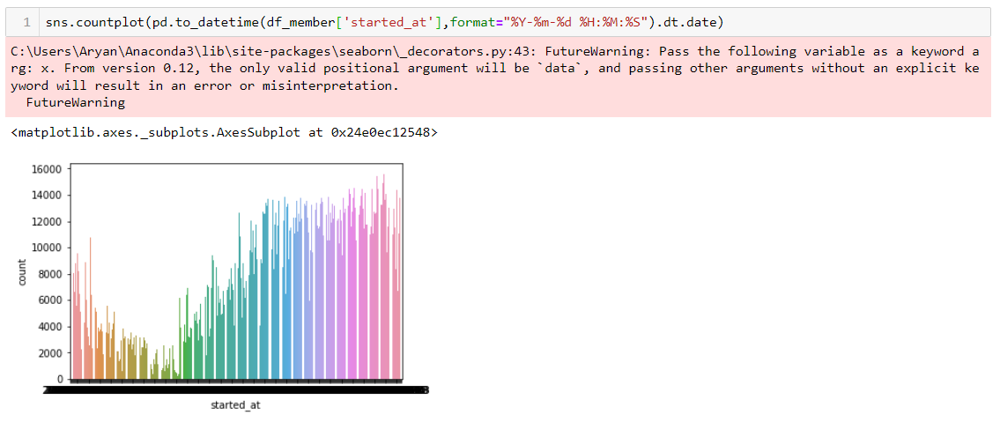 1 sns.countplot(pd.to_datetime(df_member['started_at'],format="%Y-%m-%d %H:%M:%S").dt.date)
C:\Users\Aryan\Anaconda3\lib\site-packages\seaborn\_decorators.py:43: FutureWarning: Pass the following variable as a keyword a
rg: x. From version 0.12, the only valid positional argument will be `data`, and passing other arguments without an explicit ke
yword will result in an error or misinterpretation.
FutureWarning
<matplotlib.axes._subplots.AxesSubplot at 0x24e0ec12548>
16000
14000
12000
10000
8000
6000
4000
2000
0
count
started_at